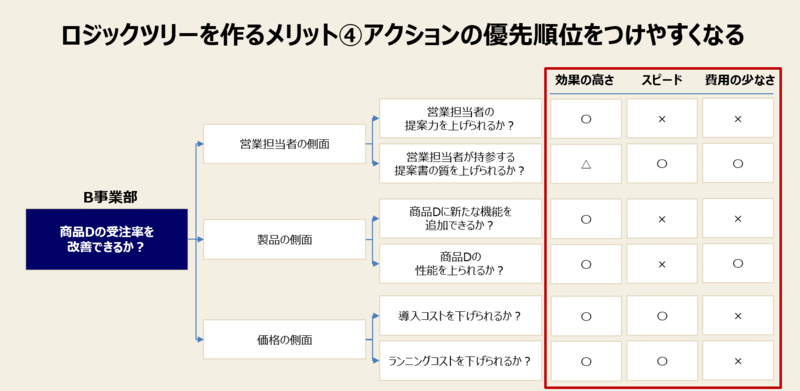 ロジックツリーを作るメリット④アクションの優先順位をつけやすくなる
効果の高さ スピード 費用の少なさ
B事業部
商品Dの受注率を
改善できるか？
営業担当者の側面
営業担当者の
提案力を上げられるか？
〇 × ×
営業担当者が持参する
提案書の質を上げられるか？
△ 〇 〇
製品の側面
商品Dに新たな機能を
追加できるか？
〇 × ×
商品Dの
性能を上られるか？
〇 × 〇
価格の側面
導入コストを下げられるか？
〇 〇 ×
ランニングコストを下げられるか？
〇 〇 ×